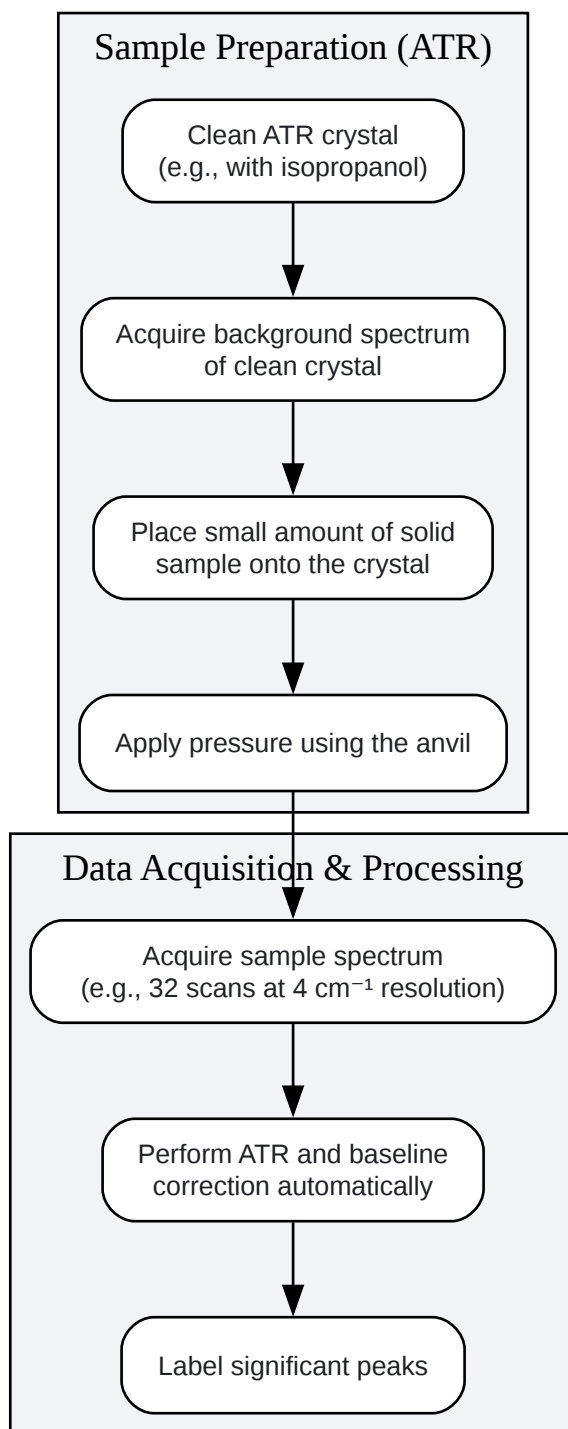 Sample Preparation (ATR)
Clean ATR crystal
(e.g., with isopropanol)
Acquire background spectrum
of clean crystal
Place small amount of solid
sample onto the crystal
Apply pressure using the anvil
Data Acquisition & Processing
Acquire sample spectrum
(e.g., 32 scans at 4 cm⁻¹ resolution)
Perform ATR and baseline
correction automatically
Label significant peaks